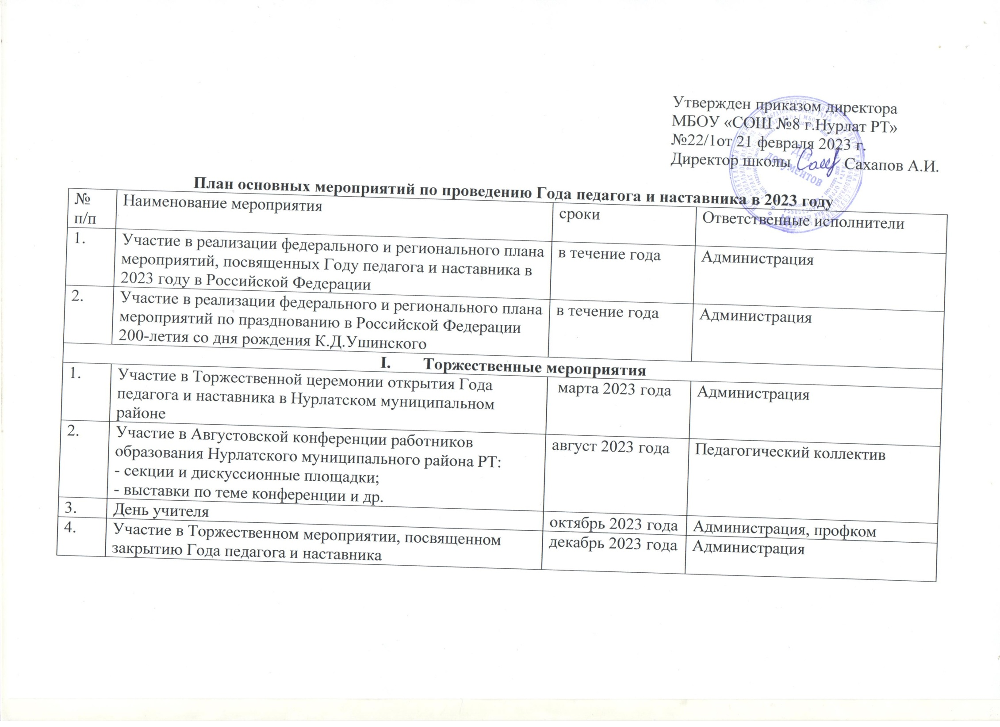 Утвержден приказом директора
МБОУ «СОШ №8 г.Нурлат РТ»
№22/1от 21 февраля 2023 г.
Директор школы Сахапов А.И.
Для
документов
План основных мероприятий по проведению Года педагога и наставника в 2023 году
№
п/п
Наименование мероприятия
сроки
Ответственные исполнители
1.
Участие в реализации федерального и регионального плана
мероприятий, посвященных Году педагога и наставника в
2023 году в Российской Федерации
в течение года
Администрация
2.
Участие в реализации федерального и регионального плана
мероприятий по празднованию в Российской Федерации
200-летия со дня рождения К.Д.Ушинского
в течение года
Администрация
I. Торжественные мероприятия
1.
Участие в Торжественной церемонии открытия Года
педагога и наставника в Нурлатском муниципальном
районе
марта 2023 года
Администрация
2.
Участие в Августовской конференции работников
образования Нурлатского муниципального района РТ:
- секции и дискуссионные площадки;
- выставки по теме конференции и др.
август 2023 года
Педагогический коллектив
3.
День учителя
октябрь 2023 года
Администрация, профком
4.
Участие в Торжественном мероприятии, посвященном
закрытию Года педагога и наставника
декабрь 2023 года
Администрация